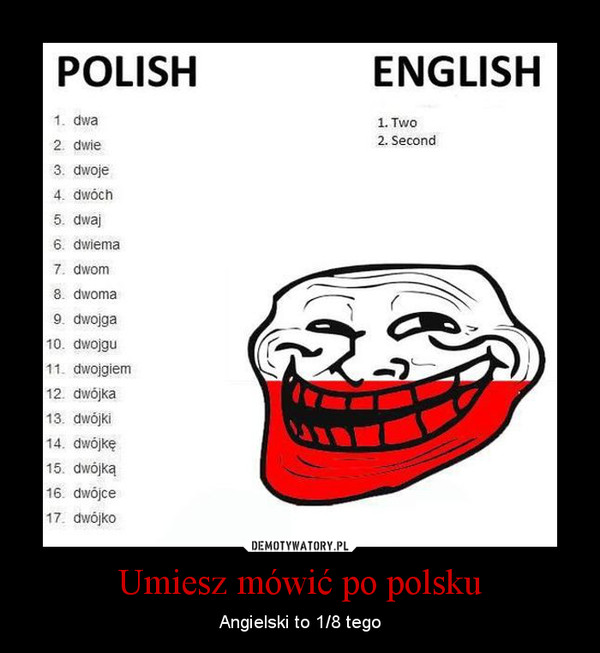 POLISH
1. dwa
2. dwie
3. dwoje
4. dwóch
5. dwaj
6. dwiema
7. dwom
8. dwoma
9. dwojga
10. dwojgu
11. dwojgiem
12. dwójka
13. dwójki
14. dwójkę
15. dwójką
16. dwójce
17. dwójko
ENGLISH
1. Two
2. Second
DEMOTYWATORY.PL
Umiesz mówić po polsku
Angielski to 1/8 tego